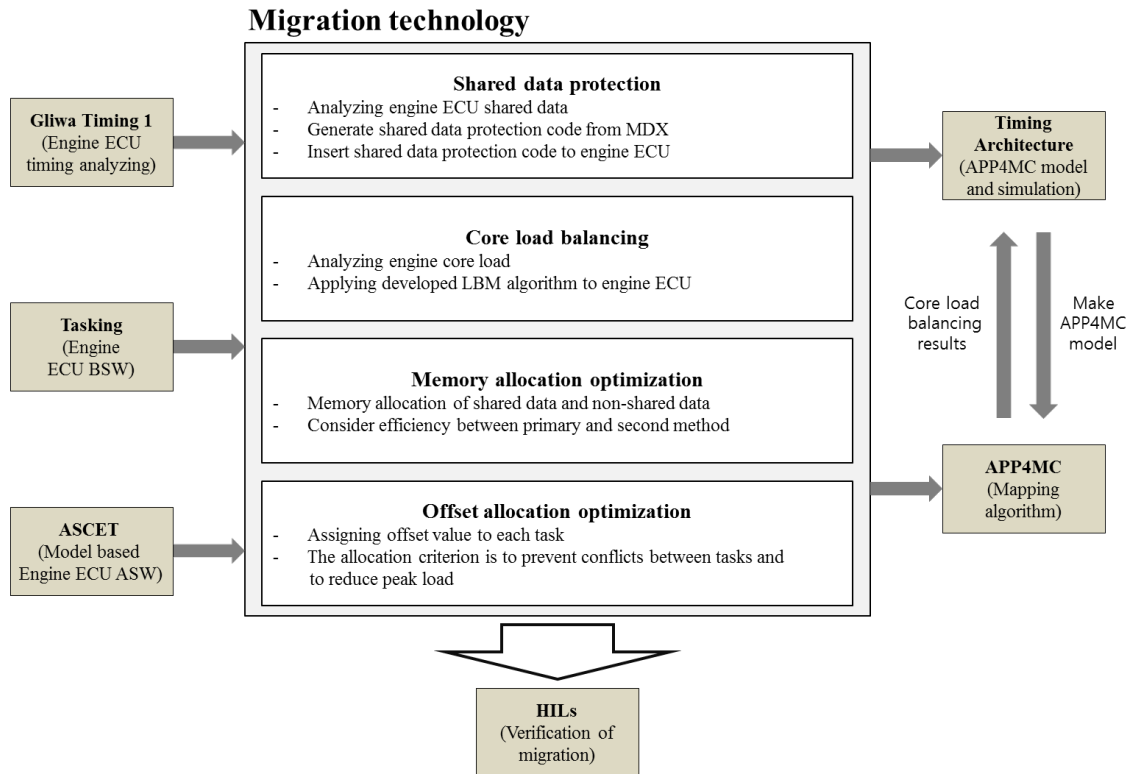 Migration technology
Gliwa Timing 1
(Engine ECU
timing analyzing)
Tasking
(Engine
ECU BSW)
ASCET
(Model based
Engine ECU ASW)
Shared data protection
- Analyzing engine ECU shared data
- Generate shared data protection code from MDX
- Insert shared data protection code to engine ECU
Core load balancing
- Analyzing engine core load
- Applying developed LBM algorithm to engine ECU
Memory allocation optimization
- Memory allocation of shared data and non-shared data
- Consider efficiency between primary and second method
Offset allocation optimization
- Assigning offset value to each task
- The allocation criterion is to prevent conflicts between tasks and
to reduce peak load
Timing
Architecture
(APP4MC model
and simulation)
Core load
balancing
results
Make
APP4MC
model
APP4MC
(Mapping
algorithm)
HILs
(Verification of
migration)